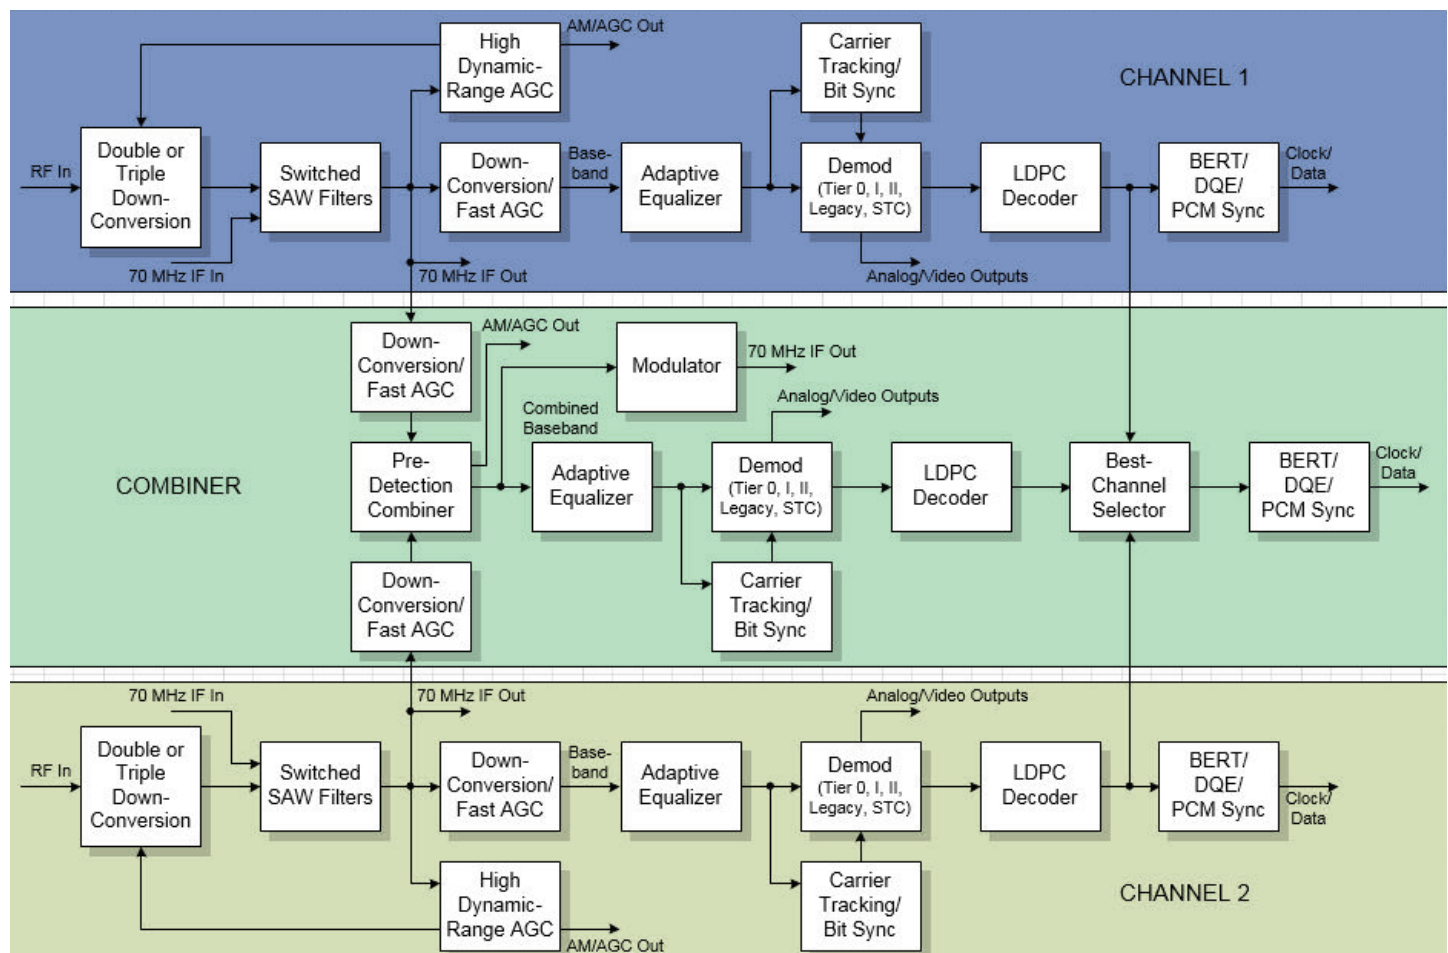 AM/AGC Out
High
Dynamic-
Range AGC
Carrier
Tracking/
Bit Sync
CHANNEL 1
RF In
Double or
Triple
Down-
Conversion
Switched
SAW Filters
Down-
Conversion/
Fast AGC
Base-
band
Adaptive
Equalizer
Demod
(Tier 0, I, II,
Legacy, STC)
LDPC
Decoder
BERT/
DQE/
PCM Sync
Clock/
Data
70 MHz IF In
70 MHz IF Out
Analog/Video Outputs
Down-
Conversion/
Fast AGC
AM/AGC Out
Modulator
70 MHz IF Out
Analog/Video Outputs
Combined
Baseband
COMBINER
Pre-
Detection
Combiner
Adaptive
Equalizer
Demod
(Tier 0, I, II,
Legacy, STC)
LDPC
Decoder
Best-
Channel
Selector
BERT/
DQE/
PCM Sync
Clock/
Data
Down-
Conversion/
Fast AGC
Carrier
Tracking/
Bit Sync
70 MHz IF In
70 MHz IF Out
Analog/Video Outputs
RF In
Double or
Triple
Down-
Conversion
Switched
SAW Filters
Down-
Conversion/
Fast AGC
Base-
band
Adaptive
Equalizer
Demod
(Tier 0, I, II,
Legacy, STC)
LDPC
Decoder
BERT/
DQE/
PCM Sync
Clock/
Data
High
Dynamic-
Range AGC
AM/AGC Out
Carrier
Tracking/
Bit Sync
CHANNEL 2